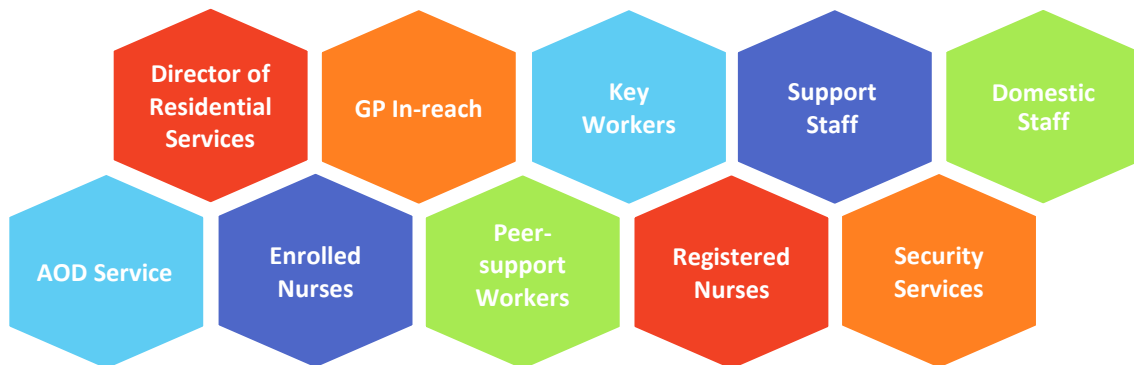 Director of
Residential
Services
GP In-reach
Key
Workers
Support
Staff
Domestic
Staff
AOD Service
Enrolled
Nurses
Peer-
support
Workers
Registered
Nurses
Security
Services